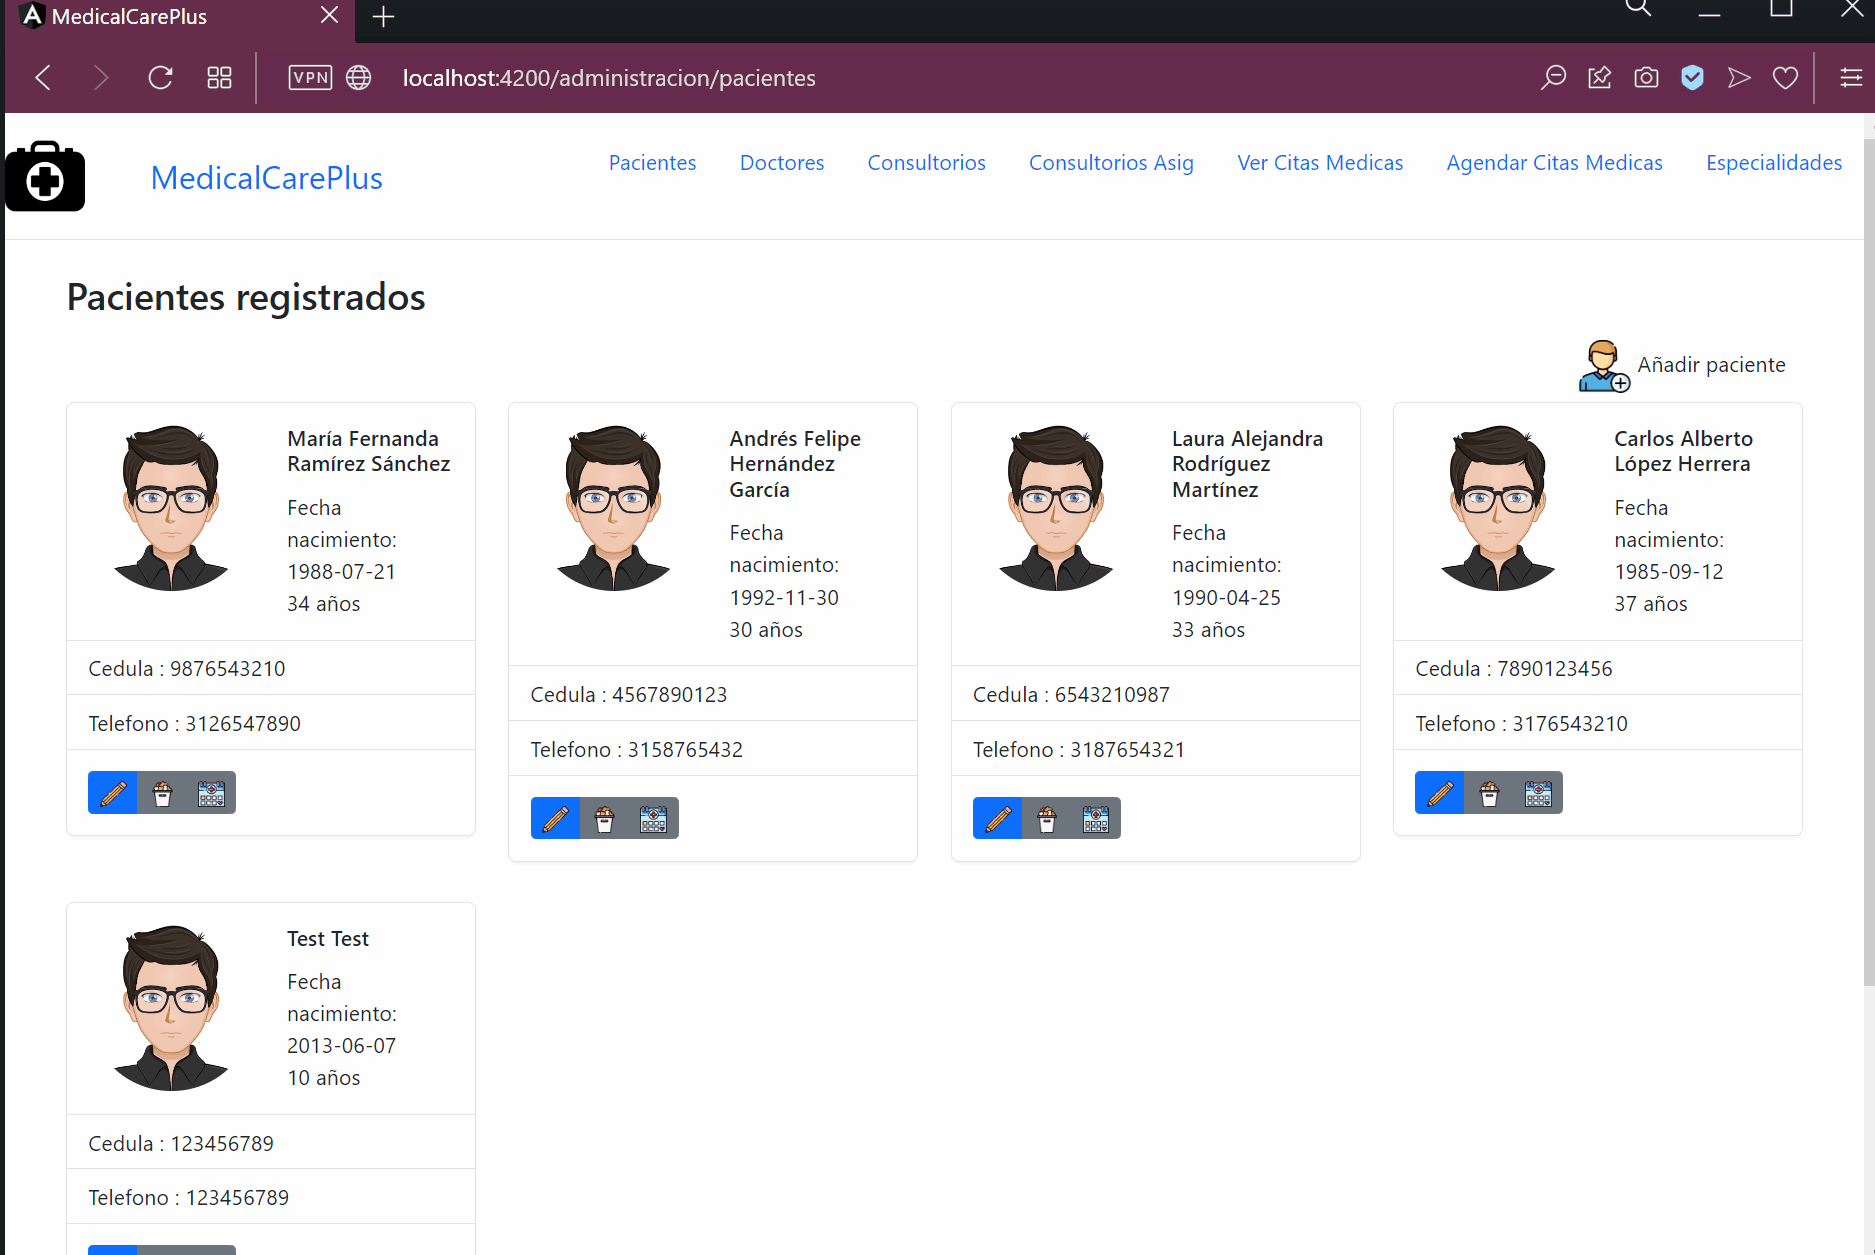 MedicalCarePlus
VPN
localhost:4200/administracion/pacientes
MedicalCarePlus
Pacientes
Doctores
Consultorios
Consultorios Asig
Ver Citas Medicas
Agendar Citas Medicas
Especialidades
Pacientes registrados
Añadir paciente
María Fernanda
Ramírez Sánchez
Fecha
nacimiento:
1988-07-21
34 años
Cedula : 9876543210
Telefono : 3126547890
Andrés Felipe
Hernández
García
Fecha
nacimiento:
1992-11-30
30 años
Cedula : 4567890123
Telefono : 3158765432
Laura Alejandra
Rodríguez
Martínez
Fecha
nacimiento:
1990-04-25
33 años
Cedula : 6543210987
Telefono : 3187654321
Carlos Alberto
López Herrera
Fecha
nacimiento:
1985-09-12
37 años
Cedula : 7890123456
Telefono : 3176543210
Test Test
Fecha
nacimiento:
2013-06-07
10 años
Cedula : 123456789
Telefono : 123456789